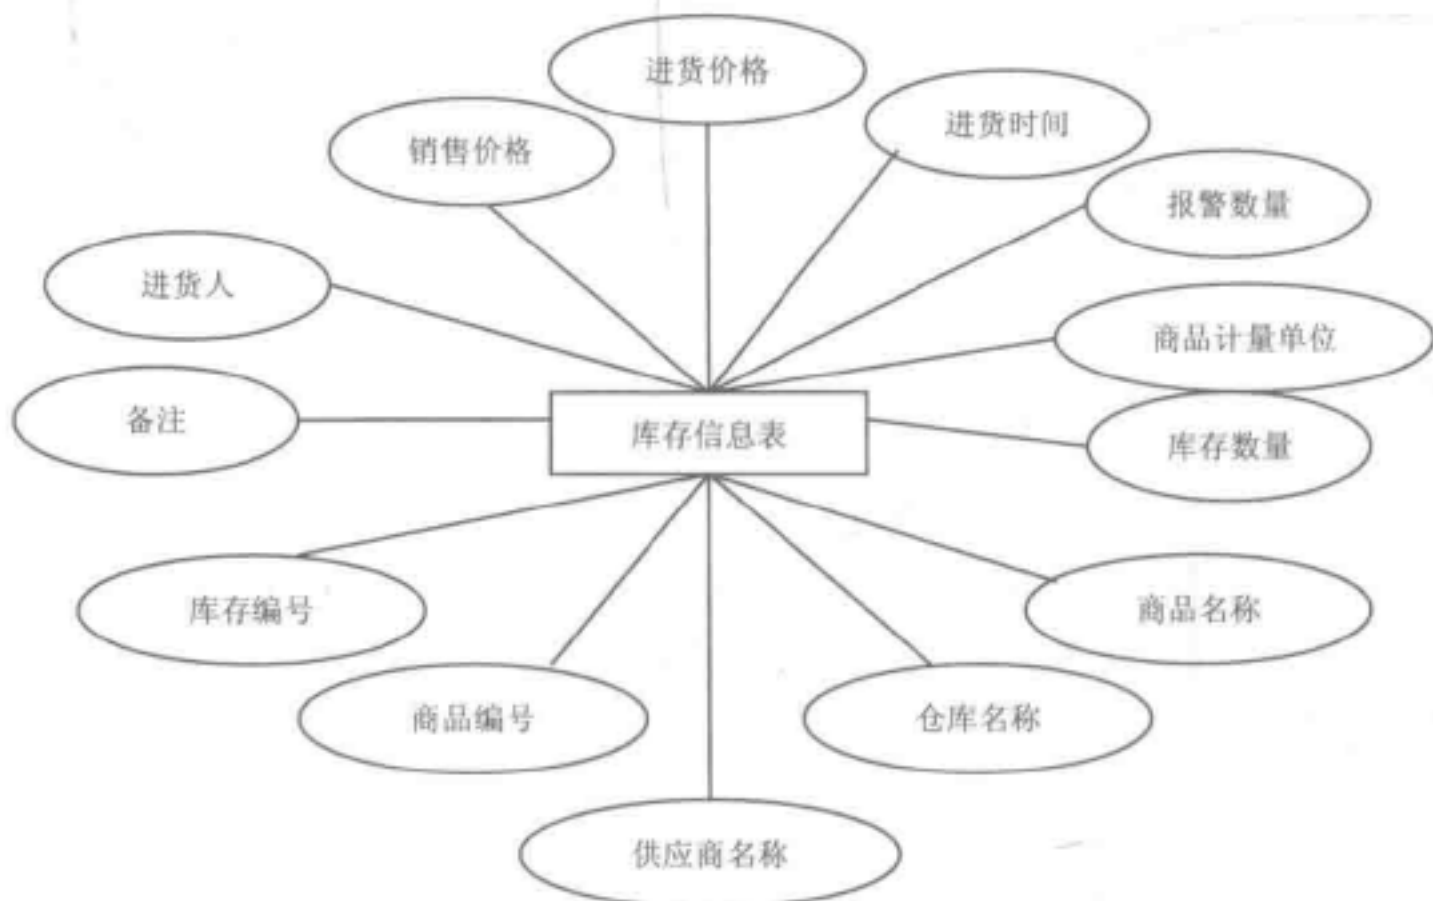 进货价格
进货时间
销售价格
报警数量
进货人
商品计量单位
备注
库存信息表
库存数量
库存编号
商品名称
商品编号
仓库名称
供应商名称